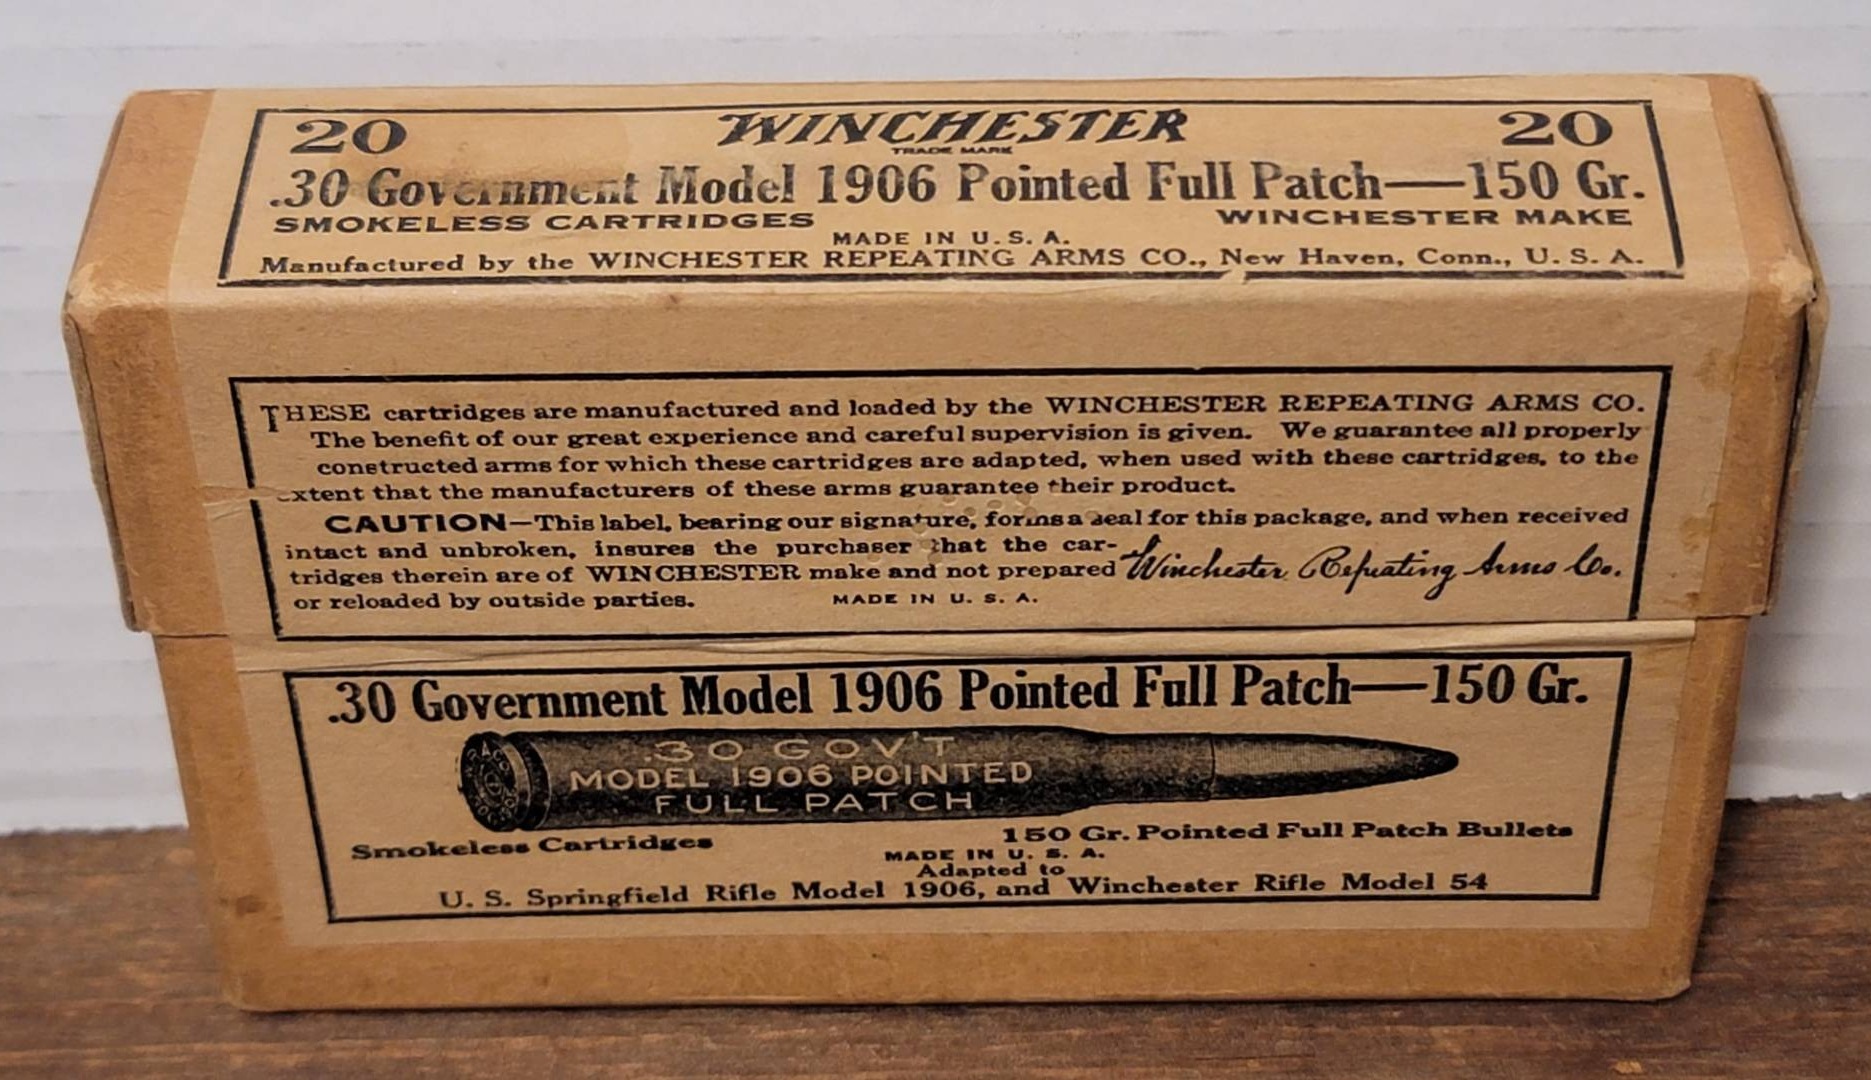 20 WINCHESTER 20
TRADE MARK
.30 Government Model 1906 Pointed Full Patch—150 Gr.
SMOKELESS CARTRIDGES WINCHESTER MAKE
MADE IN U. S. A.
Manufactured by the WINCHESTER REPEATING ARMS CO., New Haven, Conn., U. S. A.
THESE cartridges are manufactured and loaded by the WINCHESTER REPEATING ARMS CO.
The benefit of our great experience and careful supervision is given. We guarantee all properly
constructed arms for which these cartridges are adapted, when used with these cartridges, to the
extent that the manufacturers of these arms guarantee their product.
CAUTION—This label, bearing our signature, forms a seal for this package, and when received
intact and unbroken, insures the purchaser that the car-
tridges therein are of WINCHESTER make and not prepared Winchester Repeating Arms Co.
or reloaded by outside parties. MADE IN U. S. A.
.30 Government Model 1906 Pointed Full Patch—150 Gr.
.30 GOV'T
MODEL 1906 POINTED
FULL PATCH
Smokeless Cartridges 150 Gr. Pointed Full Patch Bullets
MADE IN U. S. A.
Adapted to
U. S. Springfield Rifle Model 1906, and Winchester Rifle Model 54